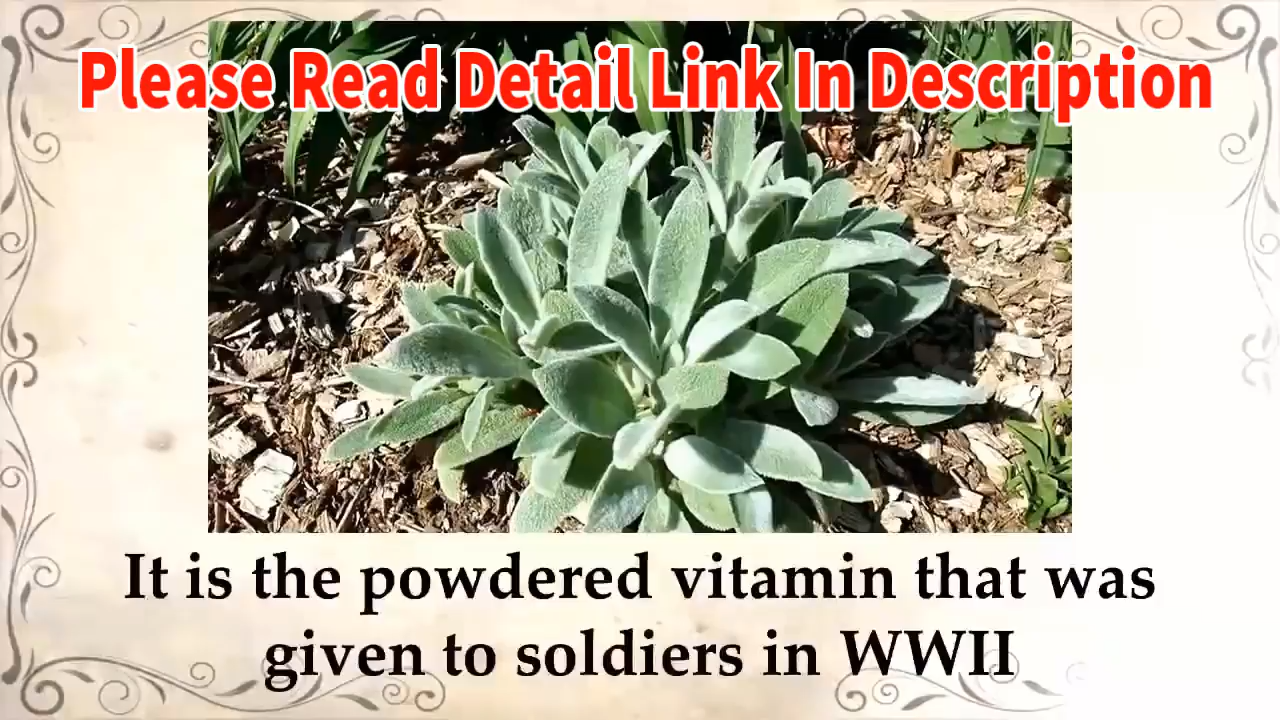 Please Read Detail Link In Description
It is the powdered vitamin that was
given to soldiers in WWII